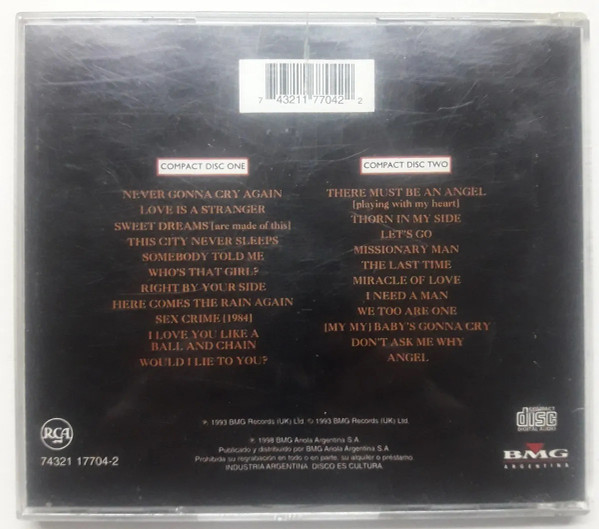 7 43211 77042 2
COMPACT DISC ONE
NEVER GONNA CRY AGAIN
LOVE IS A STRANGER
SWEET DREAMS [are made of this]
THIS CITY NEVER SLEEPS
SOMEBODY TOLD ME
WHO'S THAT GIRL?
RIGHT BY YOUR SIDE
HERE COMES THE RAIN AGAIN
SEX CRIME [1984]
I LOVE YOU LIKE A
BALL AND CHAIN
WOULD I LIE TO YOU?
COMPACT DISC TWO
THERE MUST BE AN ANGEL
[playing with my heart]
THORN IN MY SIDE
LET'S GO
MISSIONARY MAN
THE LAST TIME
MIRACLE OF LOVE
I NEED A MAN
WE TOO ARE ONE
[MY MY] BABY'S GONNA CRY
DON'T ASK ME WHY
ANGEL
℗ 1993 BMG Records (UK) Ltd. © 1993 BMG Records (UK) Ltd.
℗ 1998 BMG Ariola Argentina S.A.
Publicado y distribuido por BMG Ariola Argentina S.A.
Prohibida su regrabación en todo o en parte, su alquiler o préstamo.
INDUSTRIA ARGENTINA. DISCO ES CULTURA.
RCA
74321 17704-2
COMPACT
disc
DIGITAL AUDIO
BMG
ARGENTINA